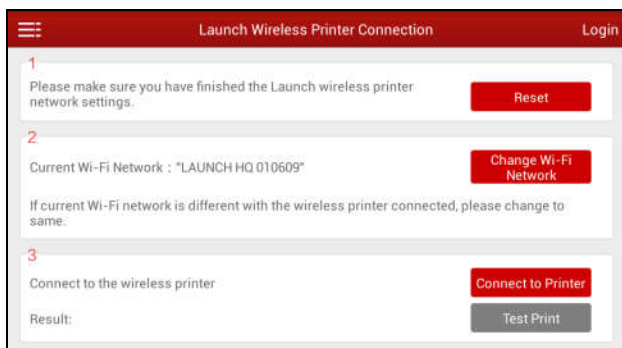 Launch Wireless Printer Connection
Login
1
Please make sure you have finished the Launch wireless printer
network settings.
Reset
2
Current Wi-Fi Network : "LAUNCH HQ 010609"
Change Wi-Fi
Network
If current Wi-Fi network is different with the wireless printer connected, please change to
same.
3
Connect to the wireless printer
Connect to Printer
Result:
Test Print